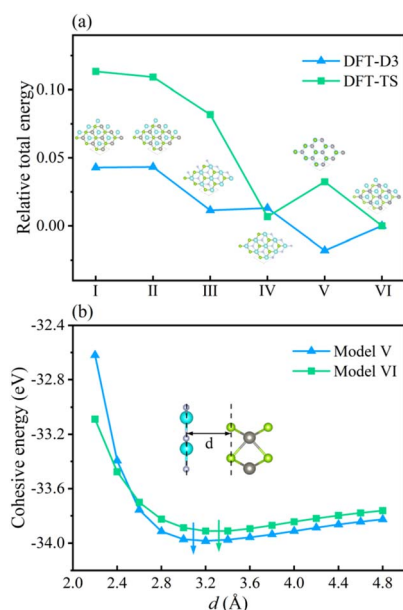 (a)
DFT-D3
DFT-TS
Relative total energy
0.10
0.05
0.00
I II III IV V VI
(b)
Model V
Model VI
Cohesive energy (eV)
-32.4
-32.8
-33.2
-33.6
-34.0
d
2.0 2.4 2.8 3.2 3.6 4.0 4.4 4.8
d (Å)